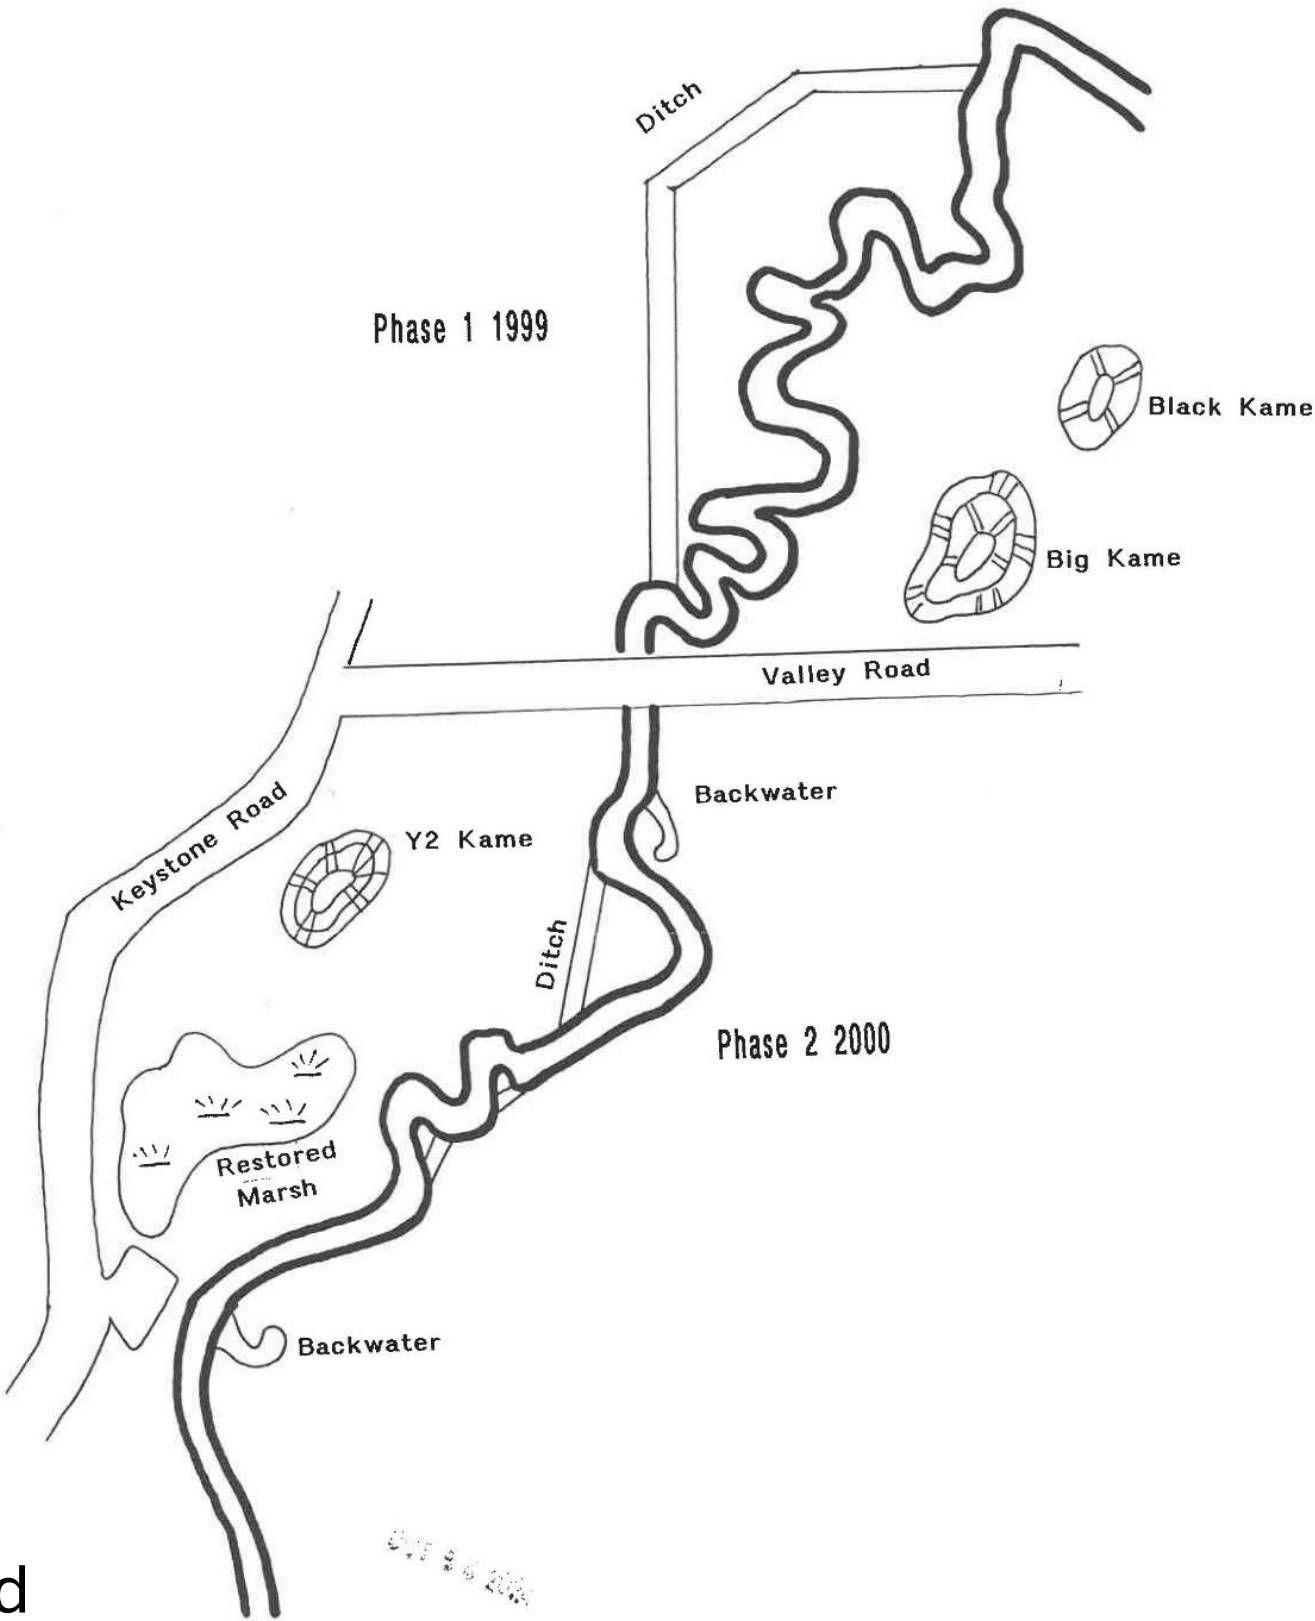 Ditch
Phase 1 1999
Black Kame
Big Kame
Valley Road
Backwater
Keystone Road
Y2 Kame
Ditch
Phase 2 2000
Restored
Marsh
Backwater
d